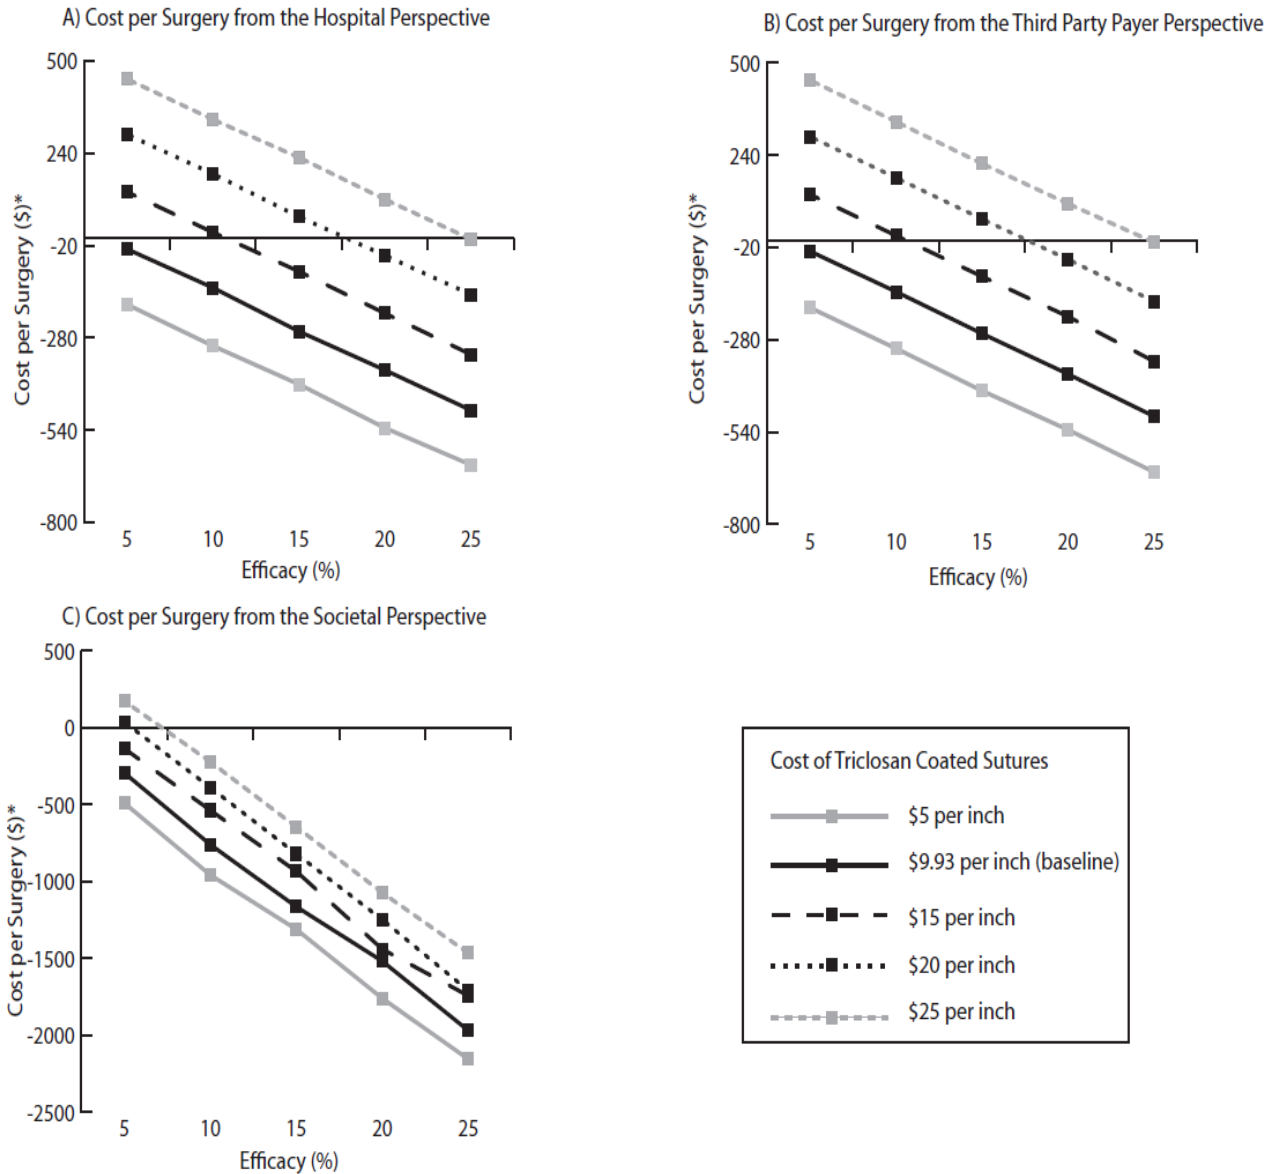 A) Cost per Surgery from the Hospital Perspective
500
240
-20
-280
-540
-800
Cost per Surgery ($)*
5 10 15 20 25
Efficacy (%)
B) Cost per Surgery from the Third Party Payer Perspective
500
240
-20
-280
-540
-800
Cost per Surgery ($)*
5 10 15 20 25
Efficacy (%)
C) Cost per Surgery from the Societal Perspective
500
0
-500
-1000
-1500
-2000
-2500
Cost per Surgery ($)*
5 10 15 20 25
Efficacy (%)
Cost of Triclosan Coated Sutures
$5 per inch
$9.93 per inch (baseline)
$15 per inch
$20 per inch
$25 per inch